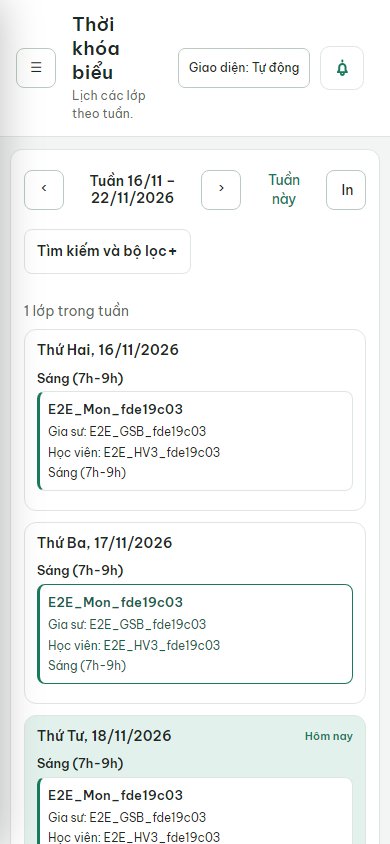 ☰
Thời
khóa
biểu
Lịch các lớp
theo tuần.
Giao diện: Tự động
‹
Tuần 16/11 –
22/11/2026
›
Tuần
này
In
Tìm kiếm và bộ lọc+
1 lớp trong tuần
Thứ Hai, 16/11/2026
Sáng (7h-9h)
E2E_Mon_fde19c03
Gia sư: E2E_GSB_fde19c03
Học viên: E2E_HV3_fde19c03
Sáng (7h-9h)
Thứ Ba, 17/11/2026
Sáng (7h-9h)
E2E_Mon_fde19c03
Gia sư: E2E_GSB_fde19c03
Học viên: E2E_HV3_fde19c03
Sáng (7h-9h)
Thứ Tư, 18/11/2026
Hôm nay
Sáng (7h-9h)
E2E_Mon_fde19c03
Gia sư: E2E_GSB_fde19c03
Học viên: E2E_HV3_fde19c03